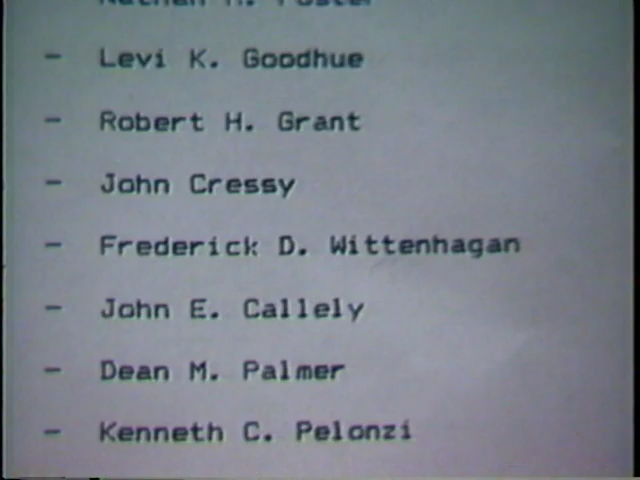 - Levi K. Goodhue
- Robert H. Grant
- John Cressy
- Frederick D. Wittenhagan
- John E. Callely
- Dean M. Palmer
- Kenneth C. Pelonzi